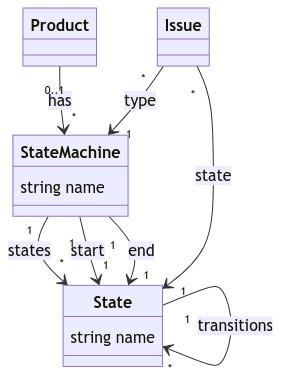 Product
Issue
0..1
has
*
*
type
1
*
StateMachine
string name
state
1
states
*
1
start
1
1
end
1
State
string name
1
1
transitions
*